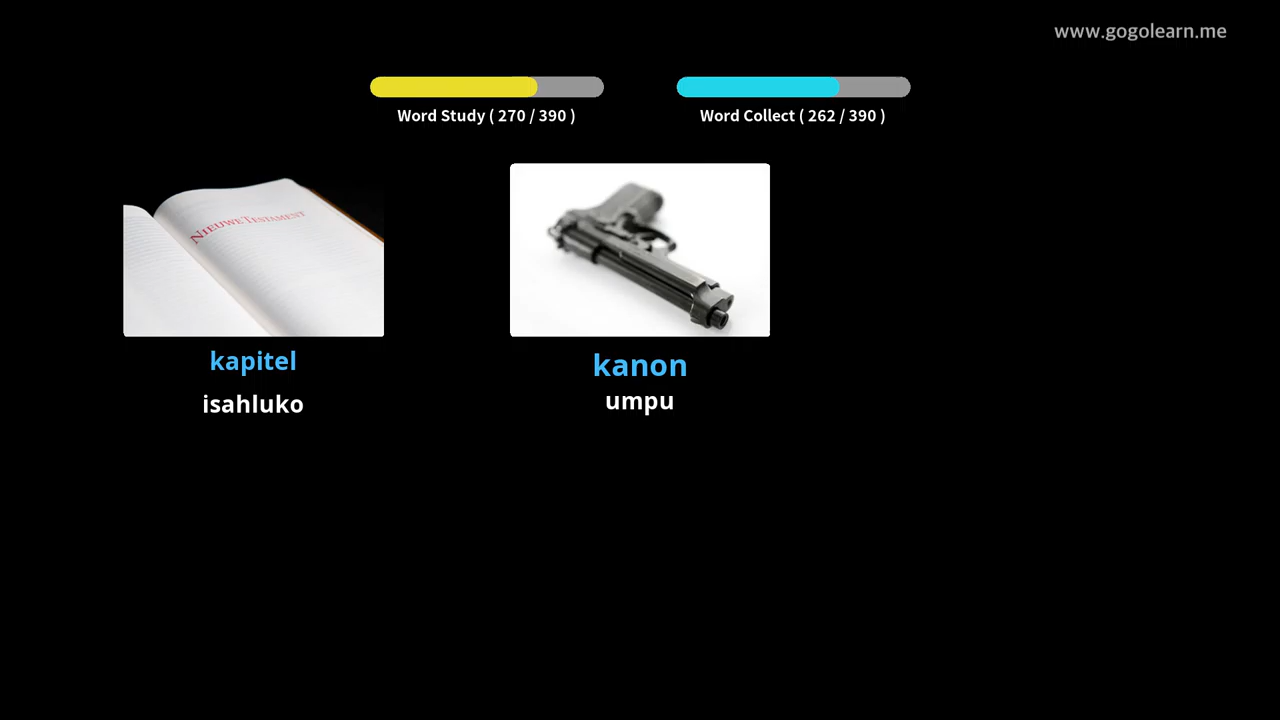 www.gogolearn.me
Word Study ( 270 / 390 )
Word Collect ( 262 / 390 )
NIEUWE TESTAMENT
kapitel
isahluko
kanon
umpu